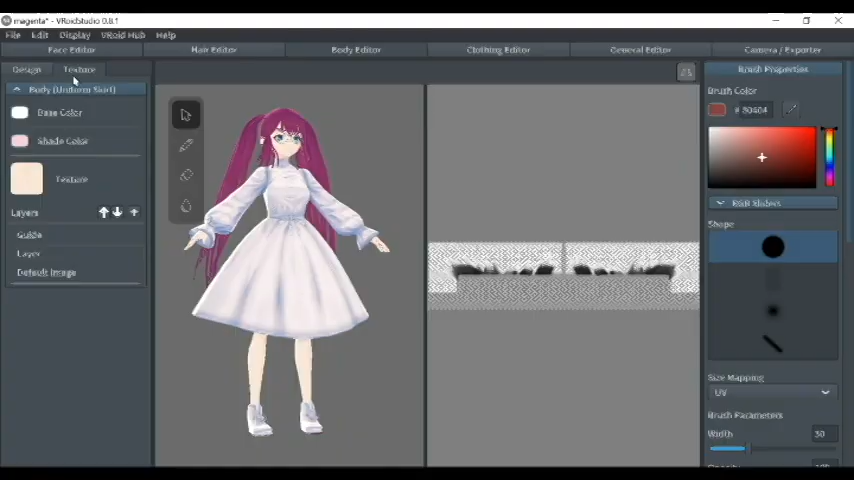 magenta* - VRoidStudio 0.8.1
File Edit Display VRoid Hub Help
Face Editor Hair Editor Body Editor Clothing Editor General Editor Camera / Exporter
Design Texture
Body (Uniform Skirt)
Base Color
Shade Color
Texture
Layers
Guide
Layer
Default Image
Brush Properties
Brush Color
# 80404
RGB Sliders
Shape
Size Mapping
UV
Brush Parameters
Width 30
Opacity